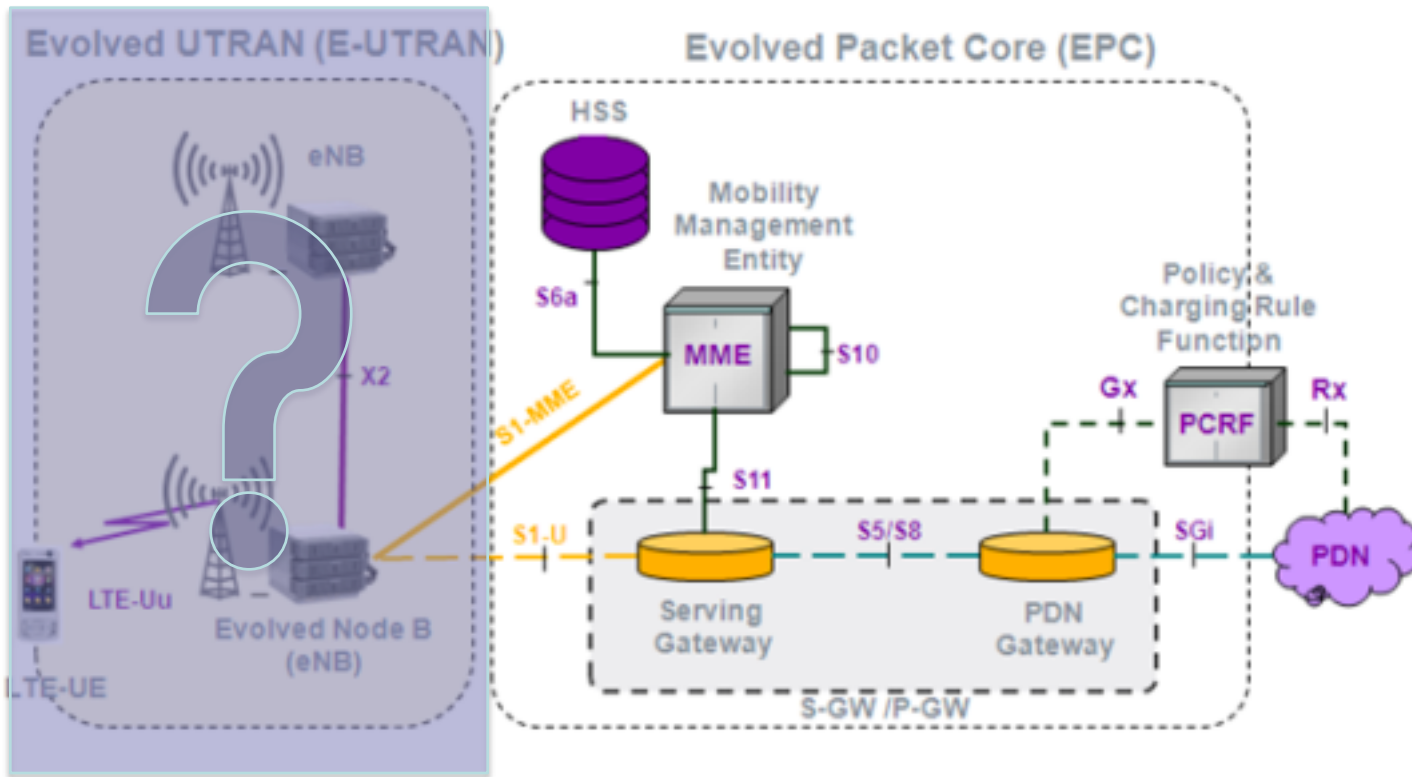 Evolved UTRAN (E-UTRAN)
Evolved Packet Core (EPC)
HSS
eNB
Mobility
Management
Entity
S6a
MME
S10
X2
S1-MME
Policy &
Charging Rule
Function
Gx
PCRF
Rx
S11
S1-U
S5/S8
SGi
PDN
LTE-Uu
Serving
Gateway
PDN
Gateway
Evolved Node B
(eNB)
LTE-UE
S-GW /P-GW
?